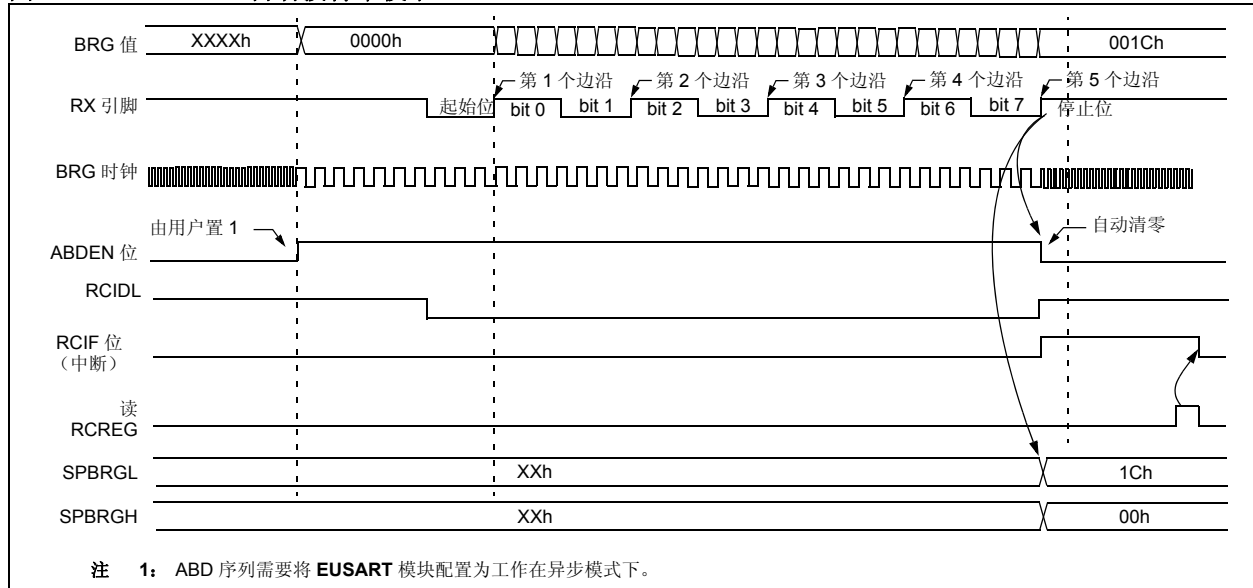 BRG 值 XXXXh 0000h 001Ch
第 1 个边沿 第 2 个边沿 第 3 个边沿 第 4 个边沿 第 5 个边沿
RX 引脚 起始位 bit 0 bit 1 bit 2 bit 3 bit 4 bit 5 bit 6 bit 7 停止位
BRG 时钟
由用户置 1 自动清零
ABDEN 位
RCIDL
RCIF 位
（中断）
读
RCREG
SPBRGL XXh 1Ch
SPBRGH XXh 00h
注 1： ABD 序列需要将 EUSART 模块配置为工作在异步模式下。